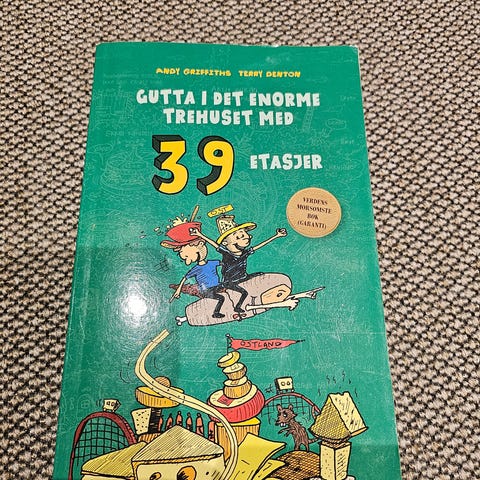 ANDY GRIFFITHS TERRY DENTON
GUTTA I DET ENORME
TREHUSET MED
39 ETASJER
VERDENS
MORSOMSTE
BOK
(GARANTI)
OSTLAND